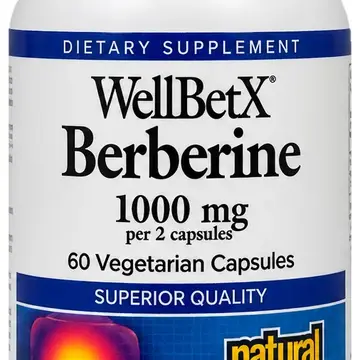 DIETARY SUPPLEMENT
WellBetX®
Berberine
1000 mg
per 2 capsules
60 Vegetarian Capsules
SUPERIOR QUALITY
natural